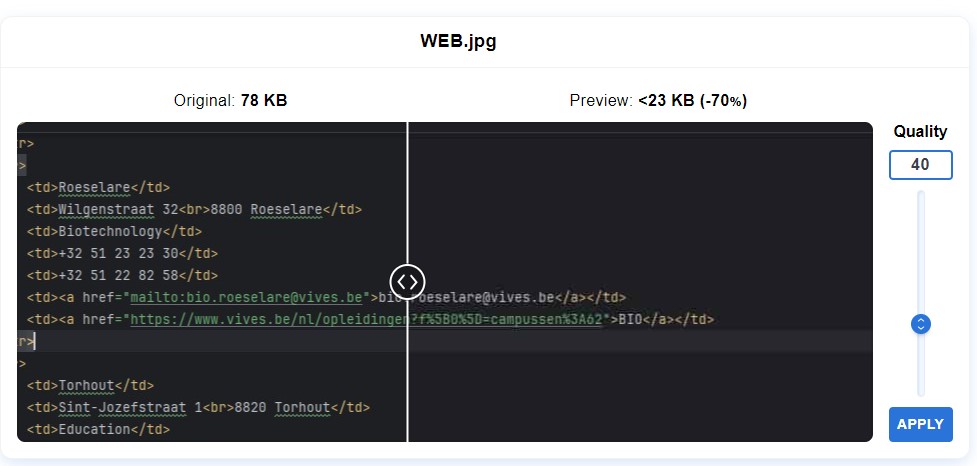 WEB.jpg
Original: 78 KB
Preview: <23 KB (-70%)
Quality
40
r>
>
<td>Roeselare</td>
<td>Wilgenstraat 32<br>8800 Roeselare</td>
<td>Biotechnology</td>
<td>+32 51 23 23 30</td>
<td>+32 51 22 82 58</td>
<td><a href="mailto:bio.roeselare@vives.be">bio.roeselare@vives.be</a></td>
<td><a href="https://www.vives.be/nl/opleidingen?f%5B0%5D=campussen%3A62">BIO</a></td>
r>
>
<td>Torhout</td>
<td>Sint-Jozefstraat 1<br>8820 Torhout</td>
<td>Education</td>
APPLY